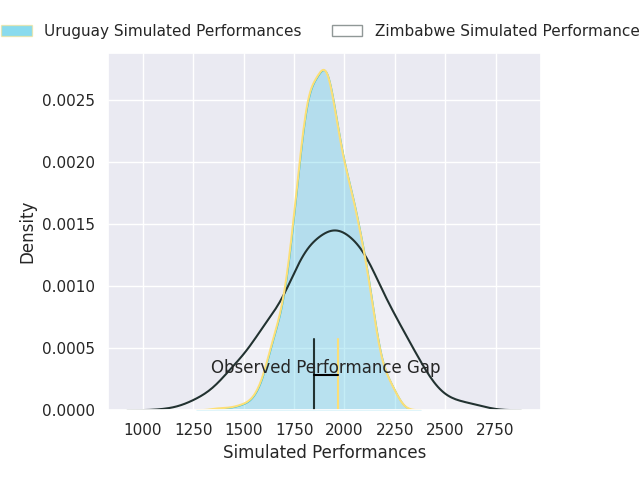 Uruguay Simulated Performances
Zimbabwe Simulated Performance
0.0025
0.0020
0.0015
0.0010
0.0005
0.0000
Density
Observed Performance Gap
1000 1250 1500 1750 2000 2250 2500 2750
Simulated Performances